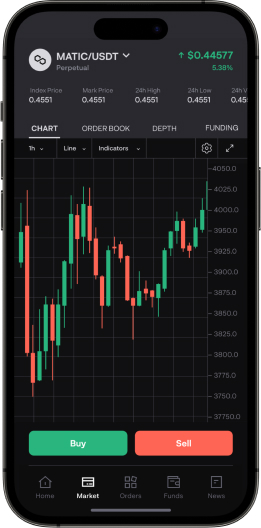 MATIC/USDT
Perpetual
↑ $0.44577
5.38%
Index Price Mark Price 24h High 24h Low 24h V
0.4551 0.4551 0.4551 0.4551 0.45
CHART ORDER BOOK DEPTH FUNDING
1h Line Indicators
4050.0
4025.0
4000.0
3950.0
3925.0
3900.0
3875.0
3850.0
3825.0
3800.0
3775.0
37750.0
37750.0
Buy Sell
Home Market Orders Funds News